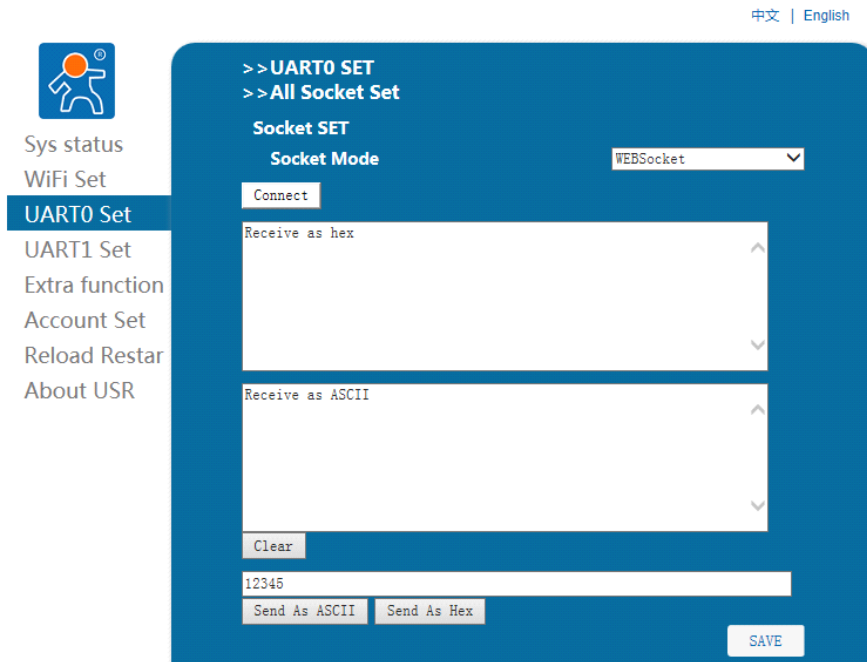 中文 | English
®
>>UART0 SET
>>All Socket Set
Socket SET
Socket Mode
WEBSocket
Connect
Receive as hex
Receive as ASCII
Clear
12345
Send As ASCII
Send As Hex
SAVE
Sys status
WiFi Set
UART0 Set
UART1 Set
Extra function
Account Set
Reload Restar
About USR